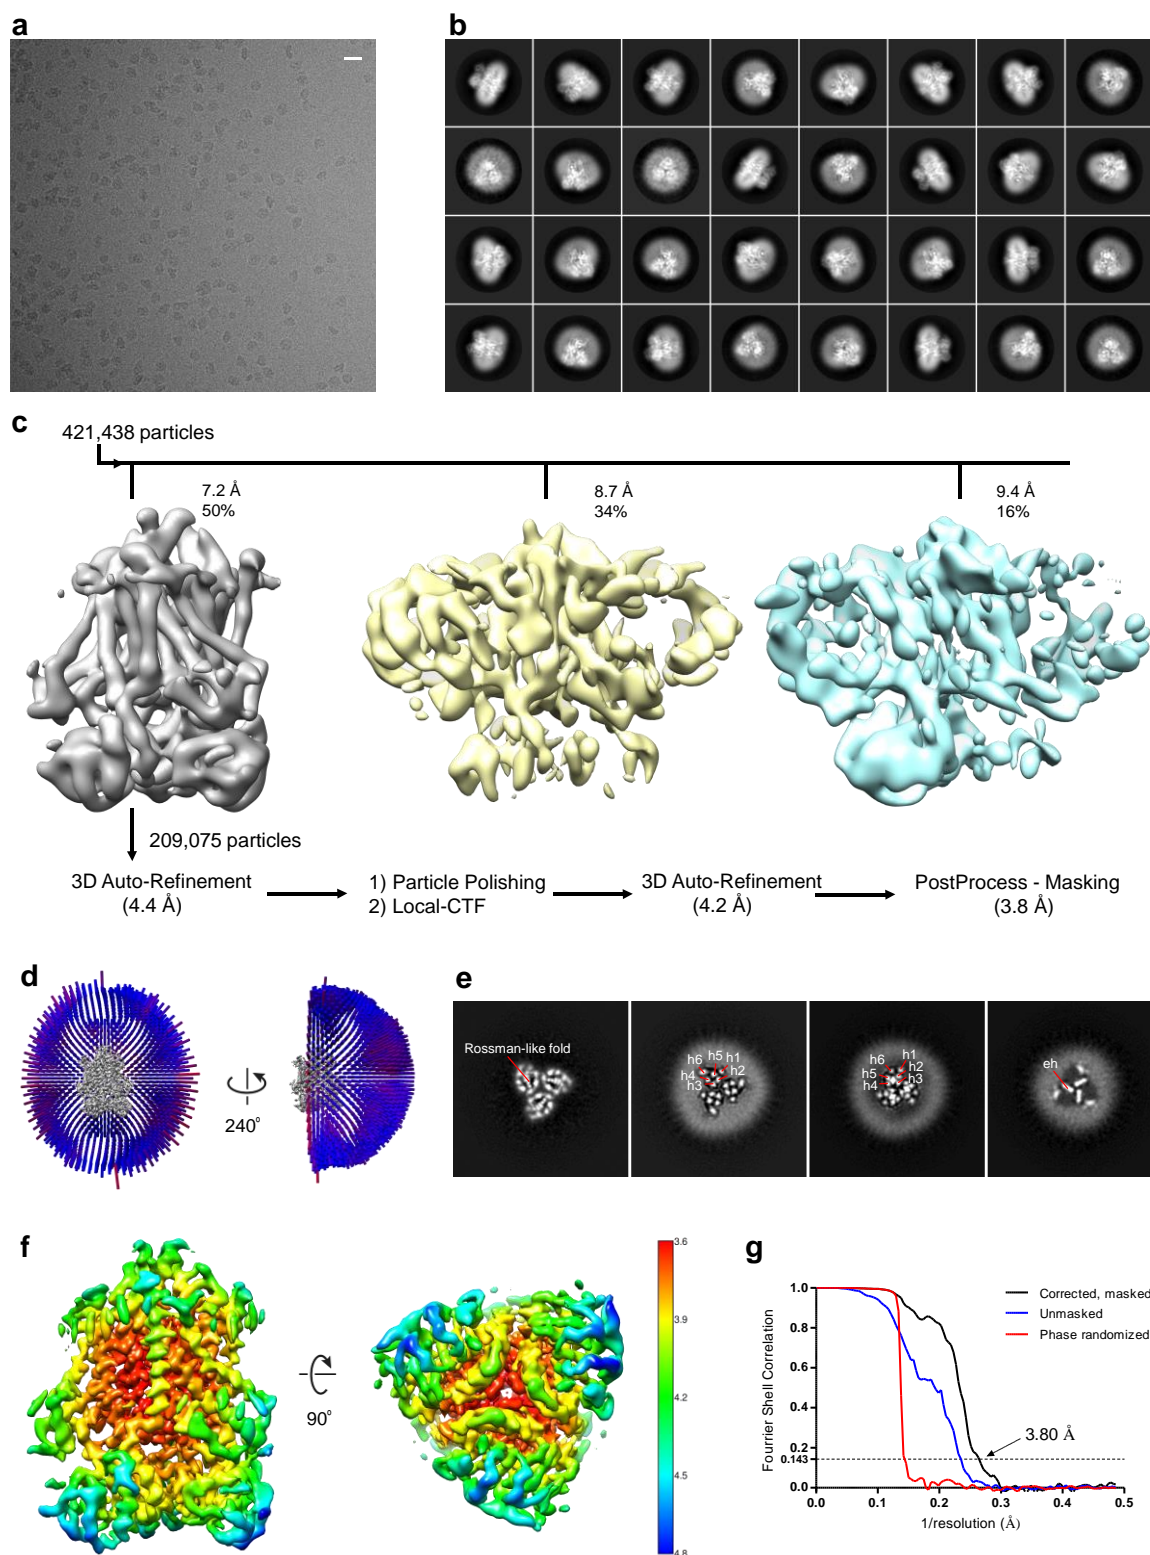 a
b
c
421,438 particles
7.2 Å
50%
8.7 Å
34%
9.4 Å
16%
209,075 particles
3D Auto-Refinement
(4.4 Å)
1) Particle Polishing
2) Local-CTF
3D Auto-Refinement
(4.2 Å)
PostProcess - Masking
(3.8 Å)
d
240°
e
Rossman-like fold
h6 h5 h1
h4 h2
h3
h6 h1
h5 h2
h4 h3
eh
f
90°
3.6
3.9
4.2
4.5
4.8
g
Fourrier Shell Correlation
1.0
0.8
0.6
0.4
0.2
0.143
0.0
0.0 0.1 0.2 0.3 0.4 0.5
1/resolution (Å)
Corrected, masked
Unmasked
Phase randomized
3.80 Å